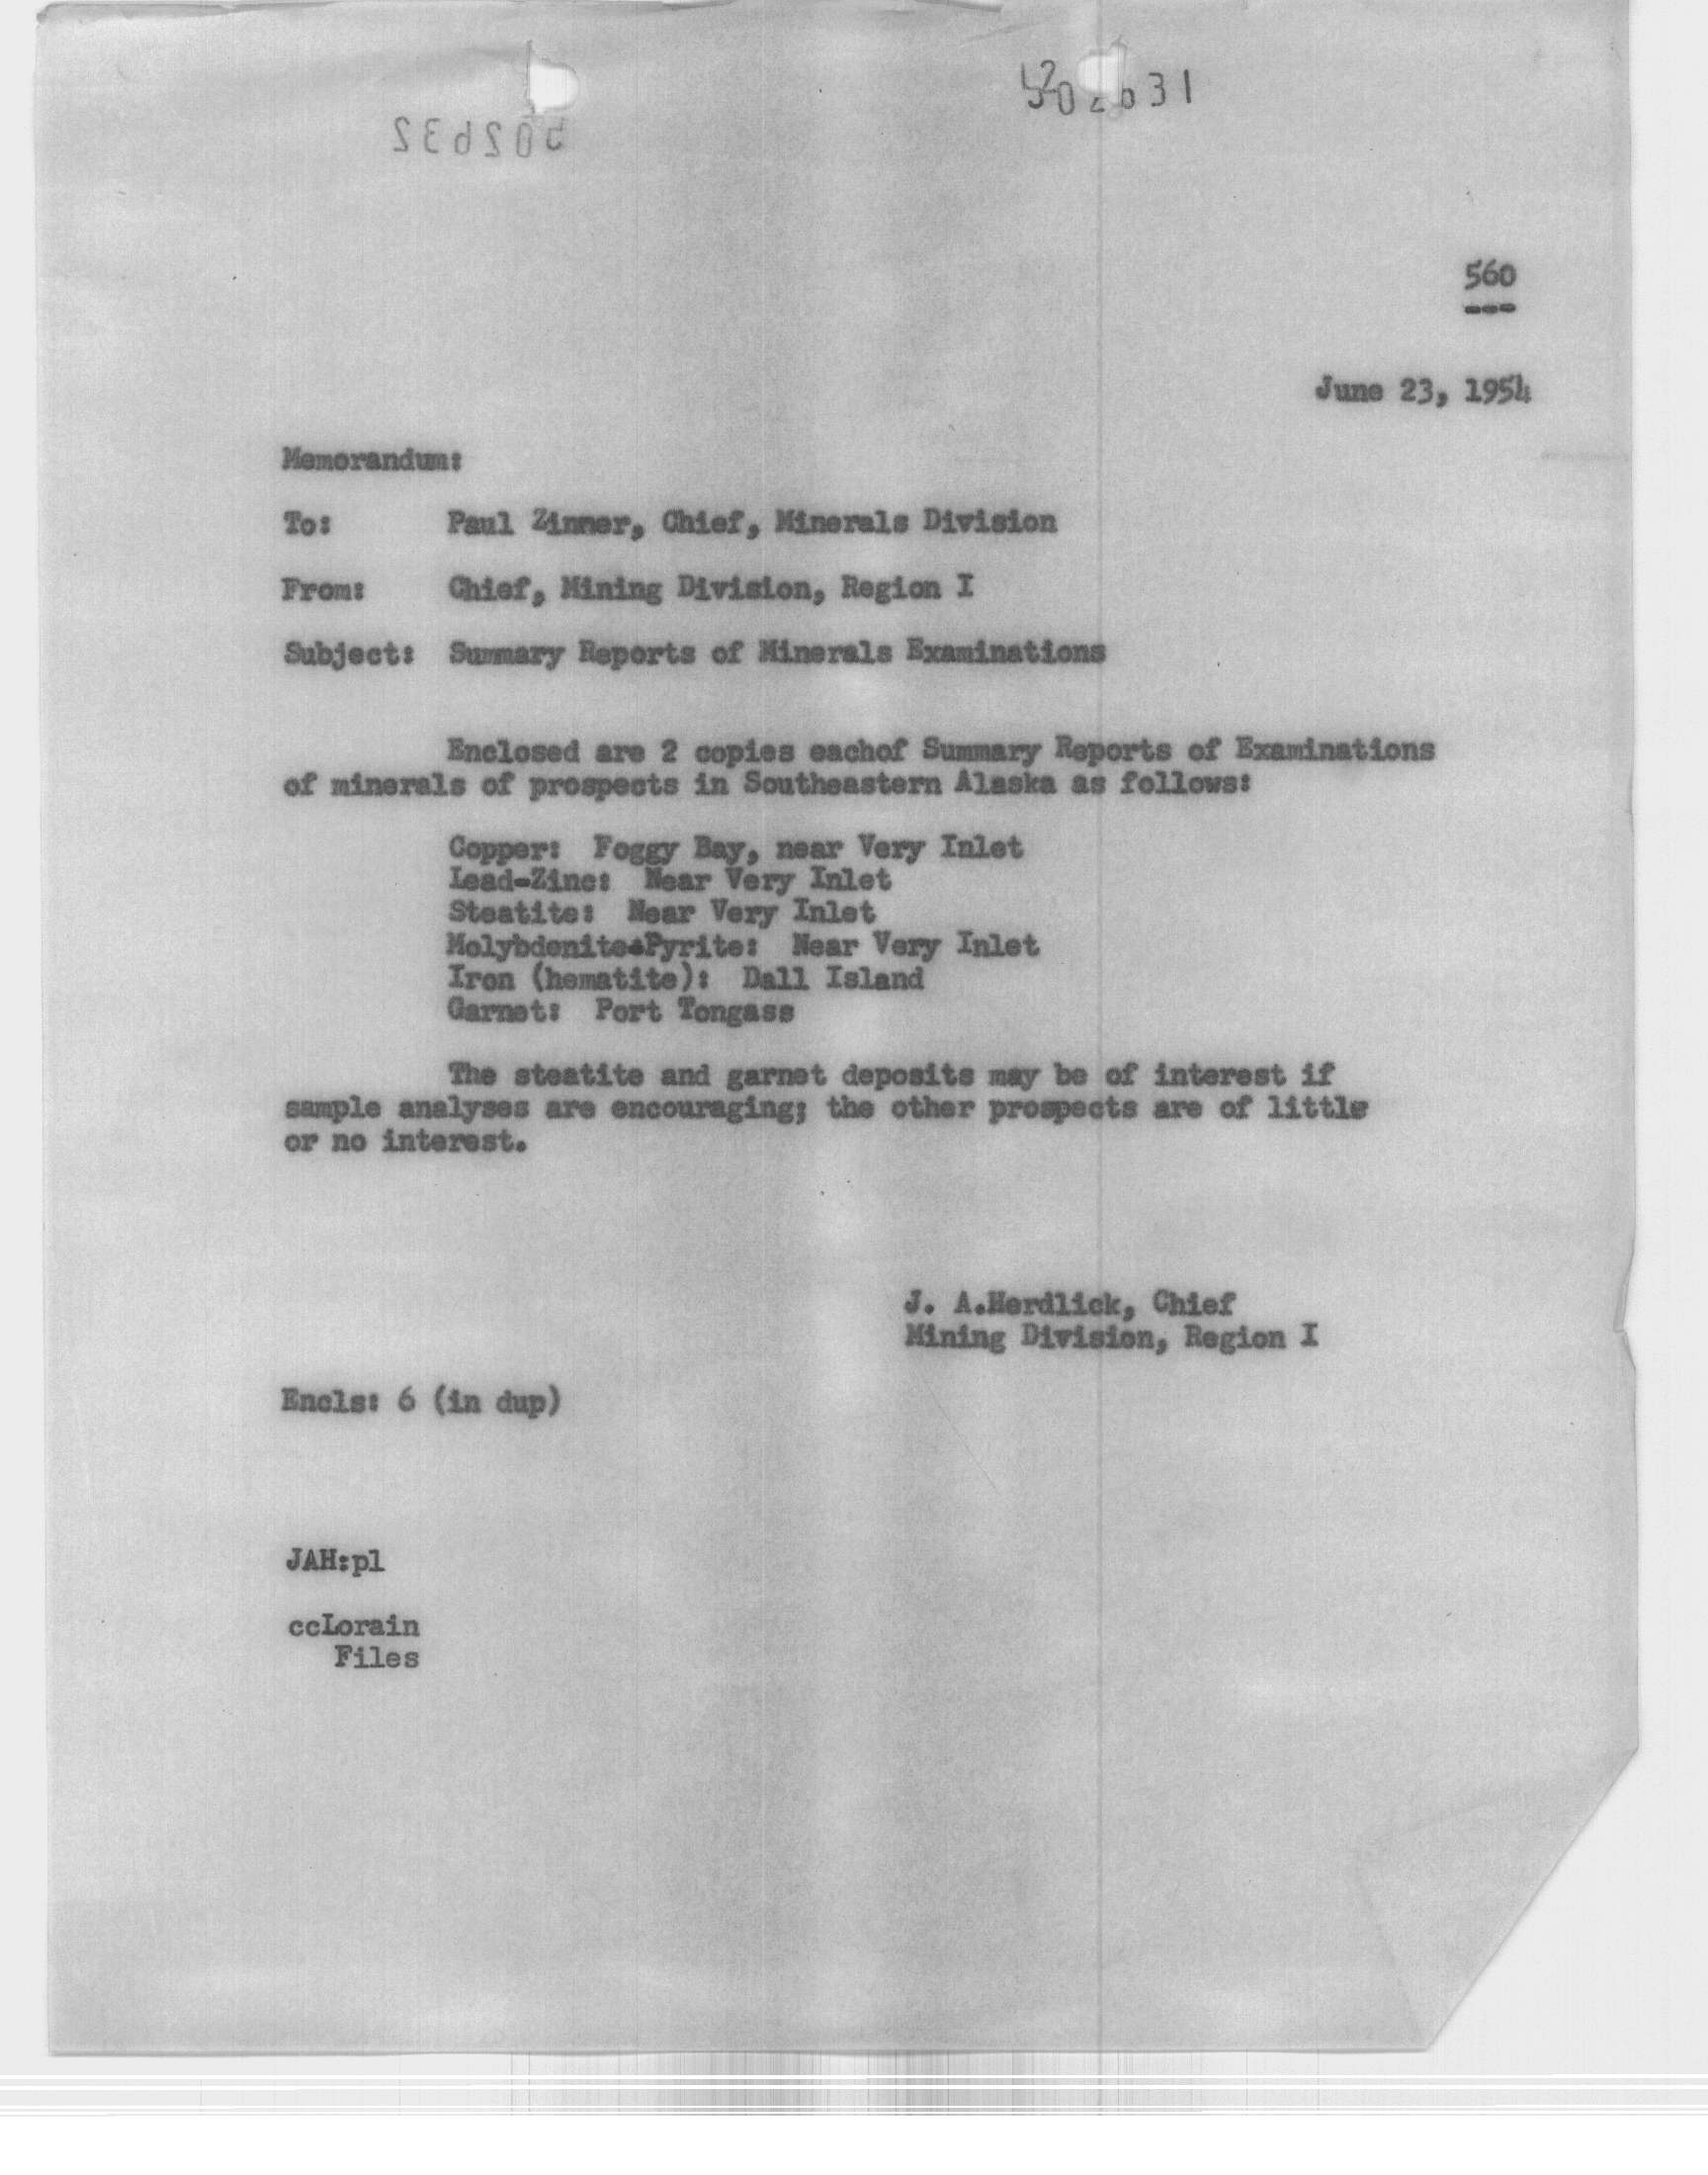 560
---
June 23, 1954
Memorandum:
To: Paul Zinner, Chief, Minerals Division
From: Chief, Mining Division, Region I
Subject: Summary Reports of Minerals Examinations
Enclosed are 2 copies eachof Summary Reports of Examinations
of minerals of prospects in Southeastern Alaska as follows:
Copper: Foggy Bay, near Very Inlet
Lead-Zinc: Near Very Inlet
Steatite: Near Very Inlet
Molybdenite-Pyrite: Near Very Inlet
Iron (hematite): Dall Island
Garnet: Port Tongass
The steatite and garnet deposits may be of interest if
sample analyses are encouraging; the other prospects are of little
or no interest.
J. A.Herdlick, Chief
Mining Division, Region I
Encls: 6 (in dup)
JAH:pl
ccLorain
Files